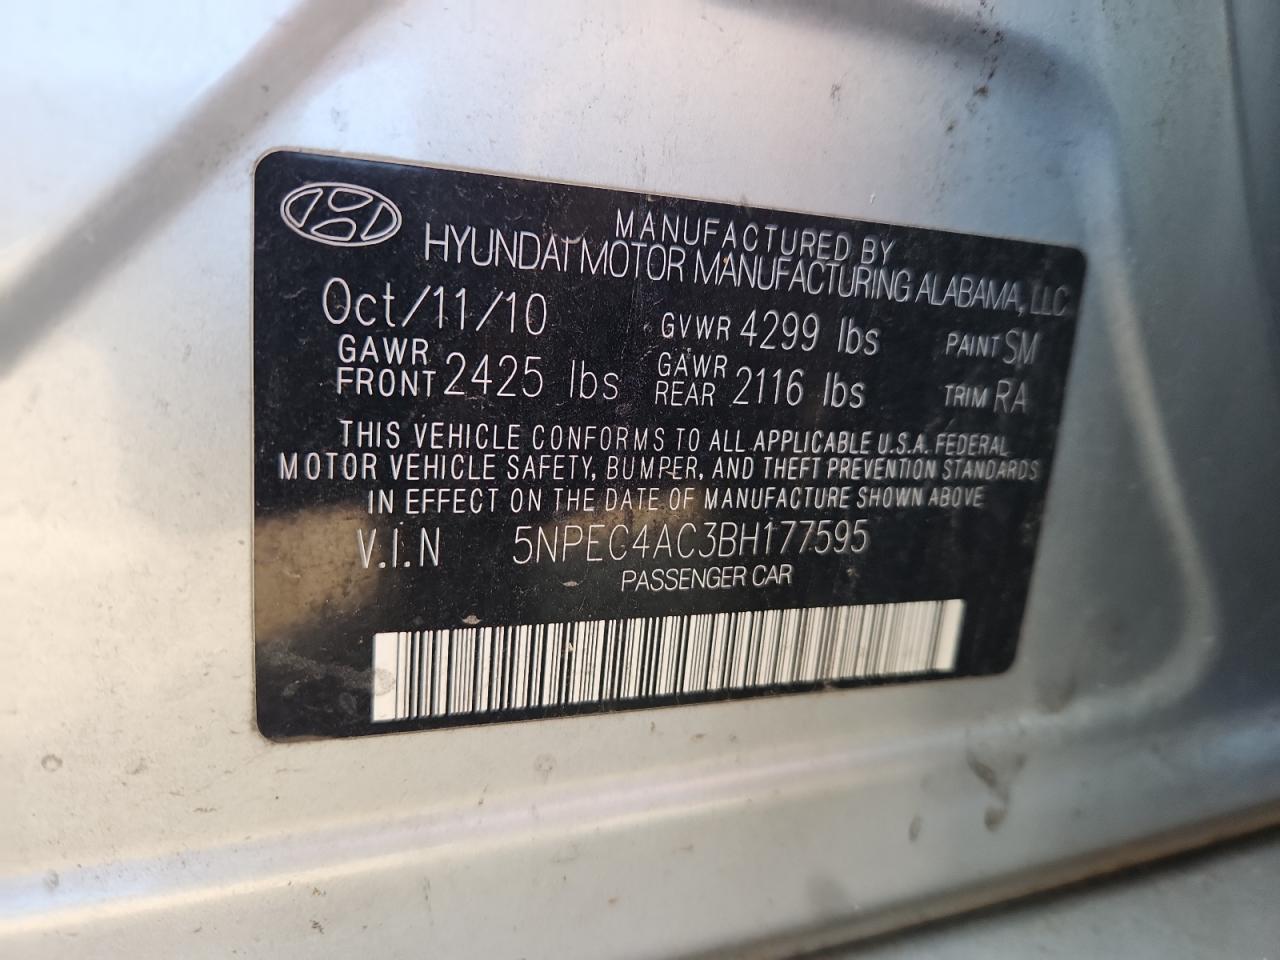 MANUFACTURED BY
HYUNDAI MOTOR MANUFACTURING ALABAMA, LLC
Oct/11/10 GVWR 4299 lbs PAINT SM
GAWR FRONT 2425 lbs GAWR REAR 2116 lbs TRIM RA
THIS VEHICLE CONFORMS TO ALL APPLICABLE U.S.A. FEDERAL
MOTOR VEHICLE SAFETY, BUMPER, AND THEFT PREVENTION STANDARDS
IN EFFECT ON THE DATE OF MANUFACTURE SHOWN ABOVE
V.I.N 5NPEC4AC3BH177595
PASSENGER CAR